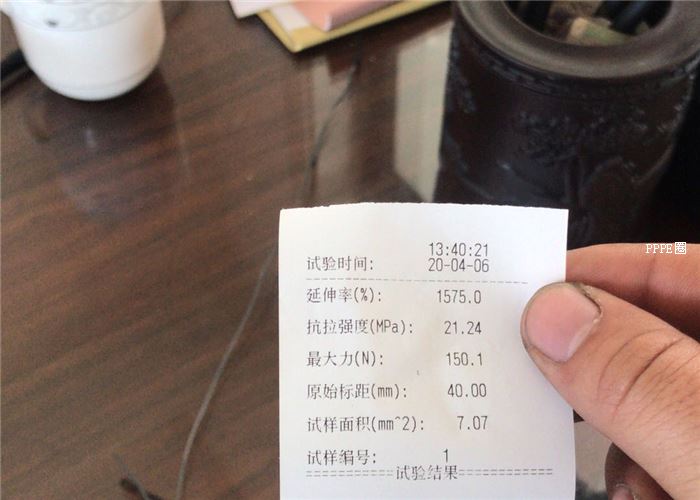 13:40:21
试验时间: 20-04-06
延伸率(%): 1575.0
抗拉强度(MPa): 21.24
最大力(N): 150.1
原始标距(mm): 40.00
试样面积(mm^2): 7.07
试样编号: 1
============试验结果============
PPPE圈